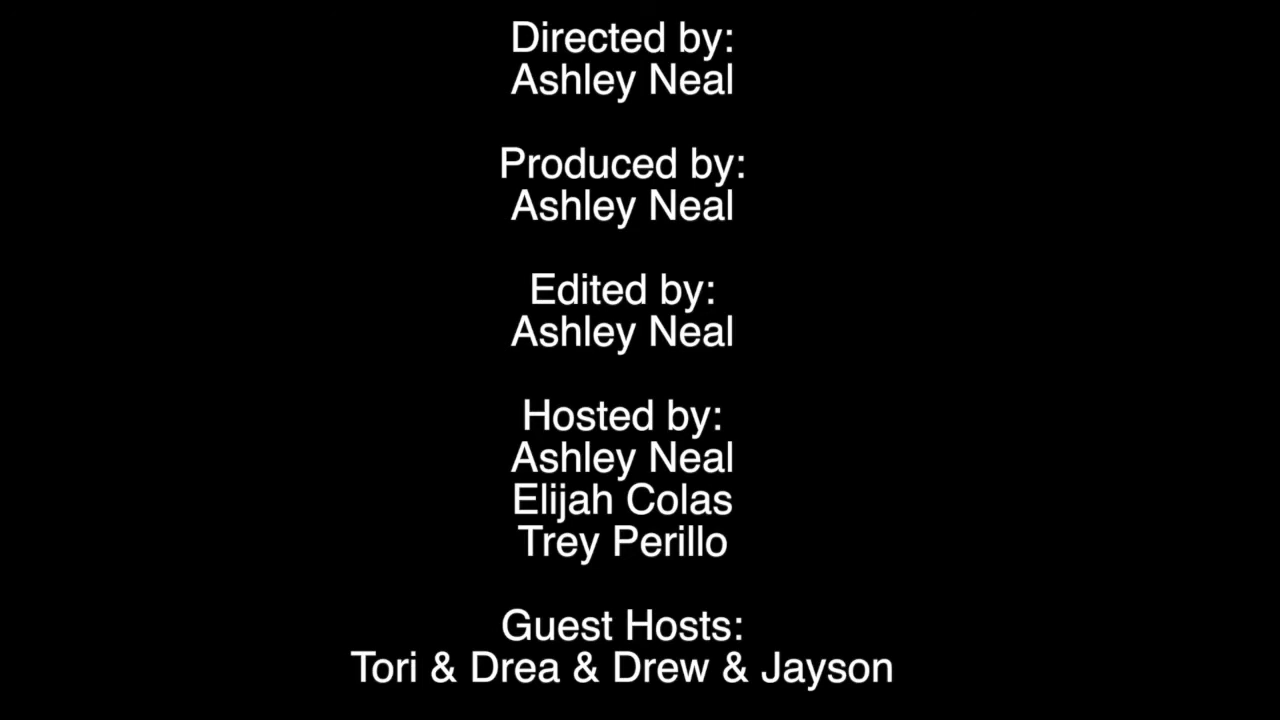 Directed by:
Ashley Neal
Produced by:
Ashley Neal
Edited by:
Ashley Neal
Hosted by:
Ashley Neal
Elijah Colas
Trey Perillo
Guest Hosts:
Tori & Drea & Drew & Jayson